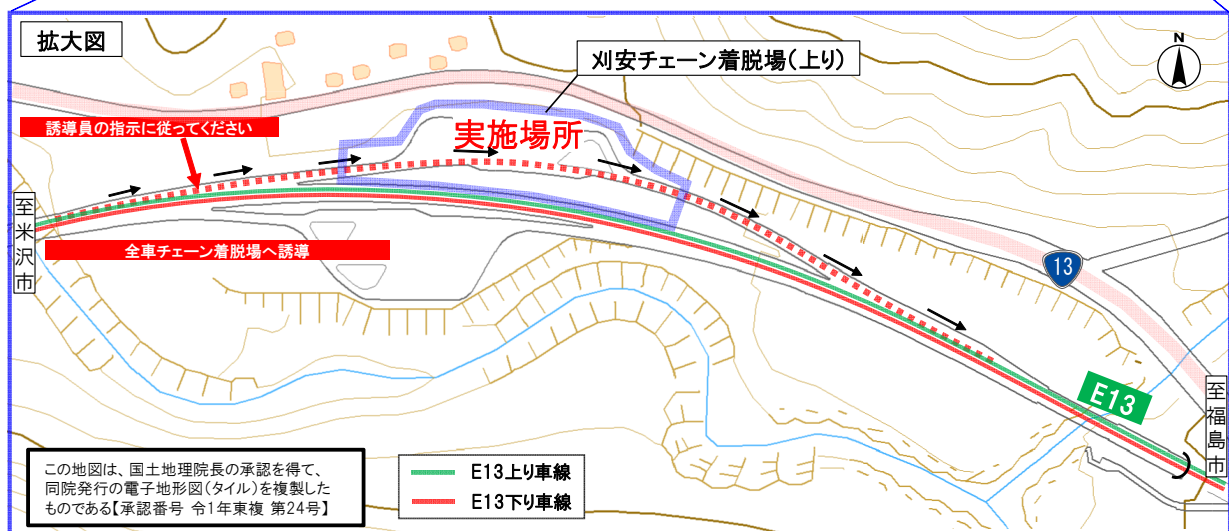 拡大図
刈安チェーン着脱場(上り)
N
誘導員の指示に従ってください
実施場所
至米沢市
全車チェーン着脱場へ誘導
13
E13
至福島市
この地図は、国土地理院長の承認を得て、
同院発行の電子地形図(タイル)を複製した
ものである【承認番号 令1年東複 第24号】
E13上り車線
E13下り車線